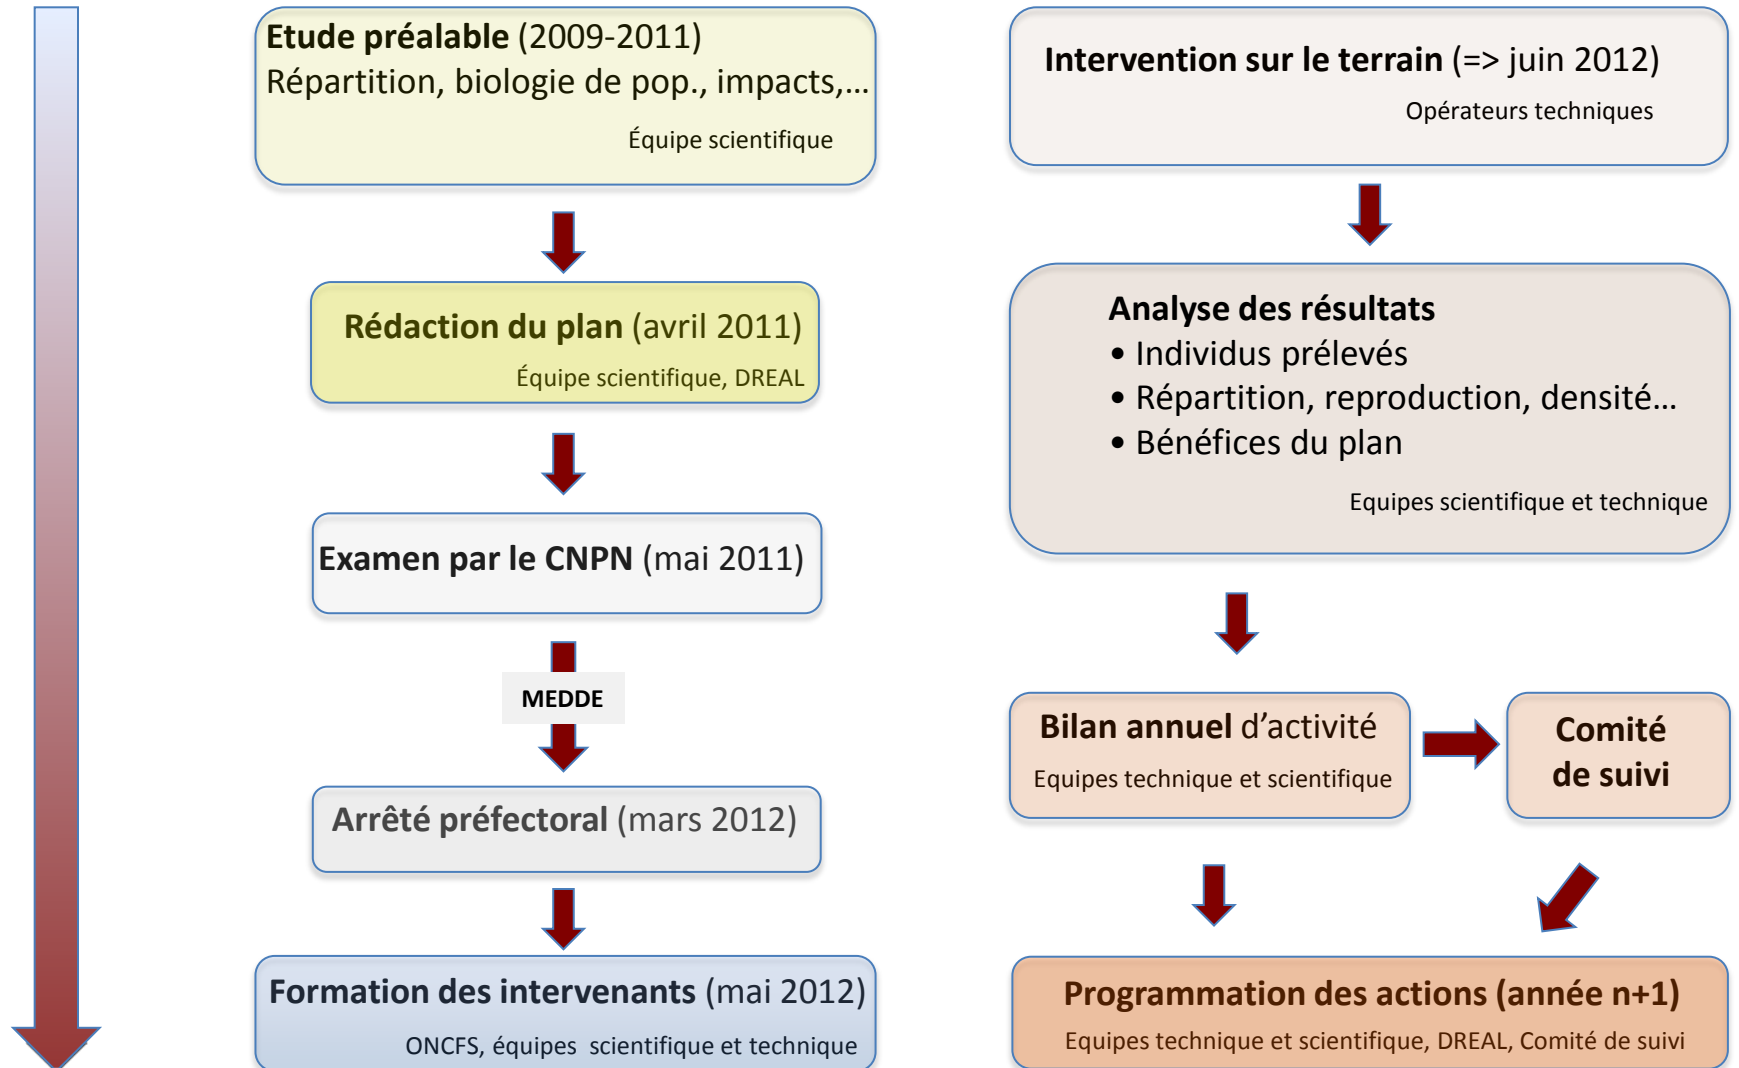 Etude préalable (2009-2011)
Répartition, biologie de pop., impacts,...
Équipe scientifique
Rédaction du plan (avril 2011)
Équipe scientifique, DREAL
Examen par le CNPN (mai 2011)
MEDDE
Arrêté préfectoral (mars 2012)
Formation des intervenants (mai 2012)
ONCFS, équipes scientifique et technique
Intervention sur le terrain (=> juin 2012)
Opérateurs techniques
Analyse des résultats
• Individus prélevés
• Répartition, reproduction, densité...
• Bénéfices du plan
Equipes scientifique et technique
Bilan annuel d'activité
Equipes technique et scientifique
Comité
de suivi
Programmation des actions (année n+1)
Equipes technique et scientifique, DREAL, Comité de suivi